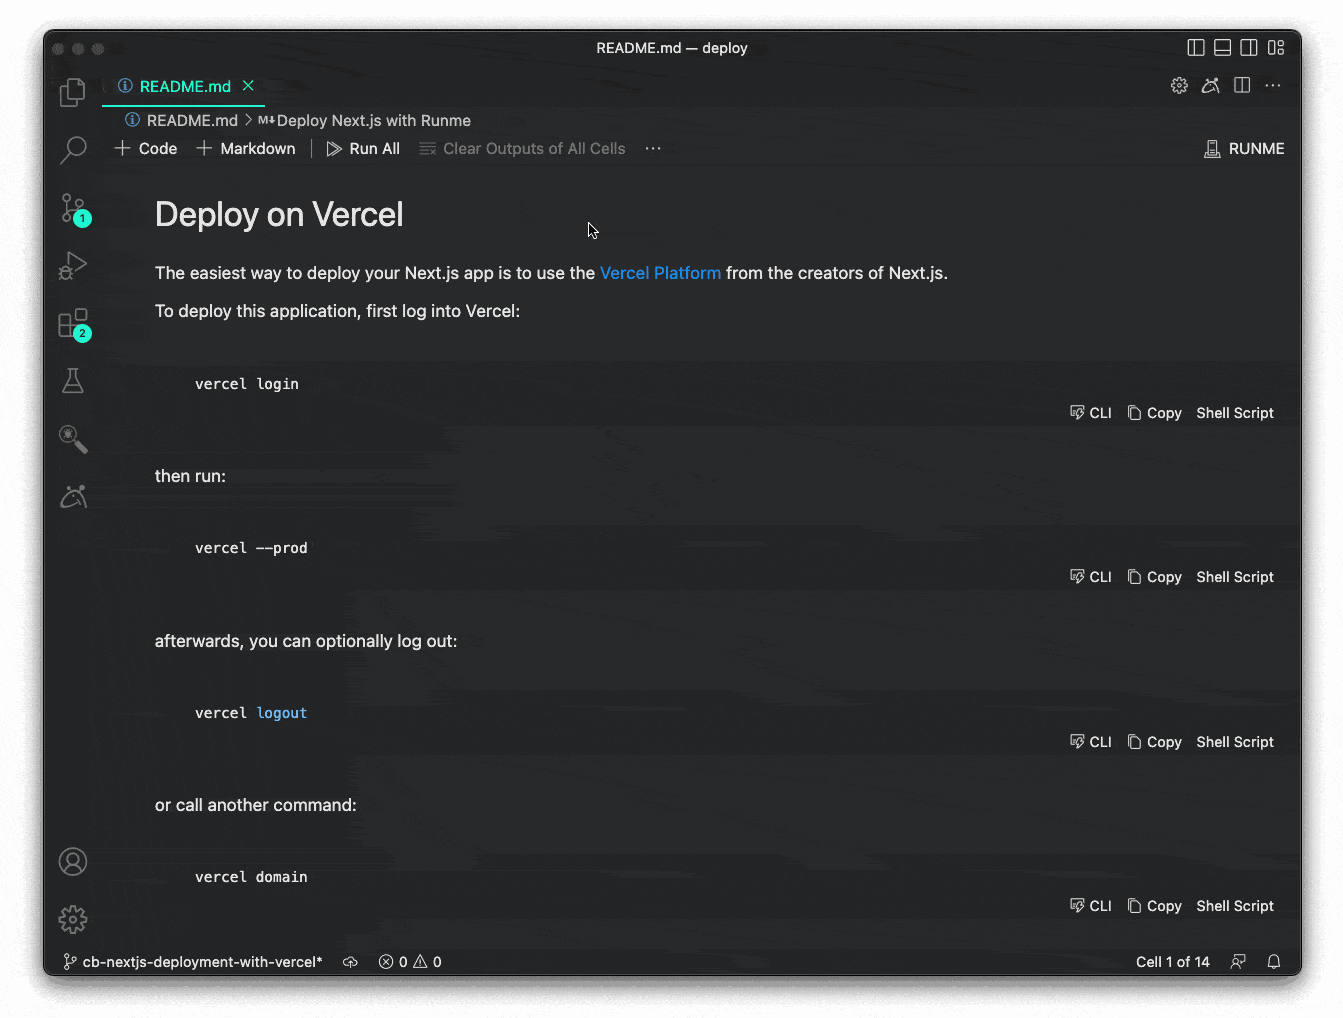 README.md — deploy
README.md
README.md > M↓ Deploy Next.js with Runme
+ Code + Markdown | Run All Clear Outputs of All Cells ··· RUNME
Deploy on Vercel
The easiest way to deploy your Next.js app is to use the Vercel Platform from the creators of Next.js.
To deploy this application, first log into Vercel:
vercel login
CLI Copy Shell Script
then run:
vercel --prod
CLI Copy Shell Script
afterwards, you can optionally log out:
vercel logout
CLI Copy Shell Script
or call another command:
vercel domain
CLI Copy Shell Script
1
2
cb-nextjs-deployment-with-vercel* 0 0 Cell 1 of 14